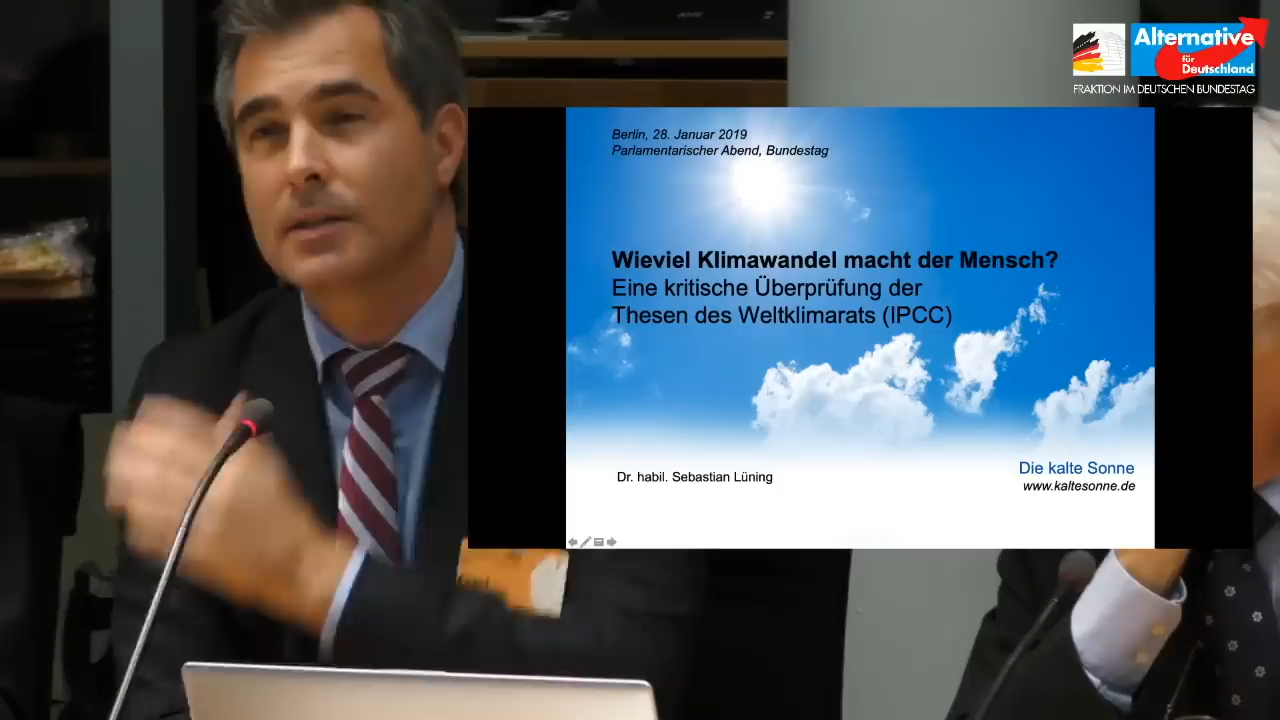 Alternative
für
Deutschland
FRAKTION IM DEUTSCHEN BUNDESTAG
Berlin, 28. Januar 2019
Parlamentarischer Abend, Bundestag
Wieviel Klimawandel macht der Mensch?
Eine kritische Überprüfung der
Thesen des Weltklimarats (IPCC)
Dr. habil. Sebastian Lüning
Die kalte Sonne
www.kaltesonne.de